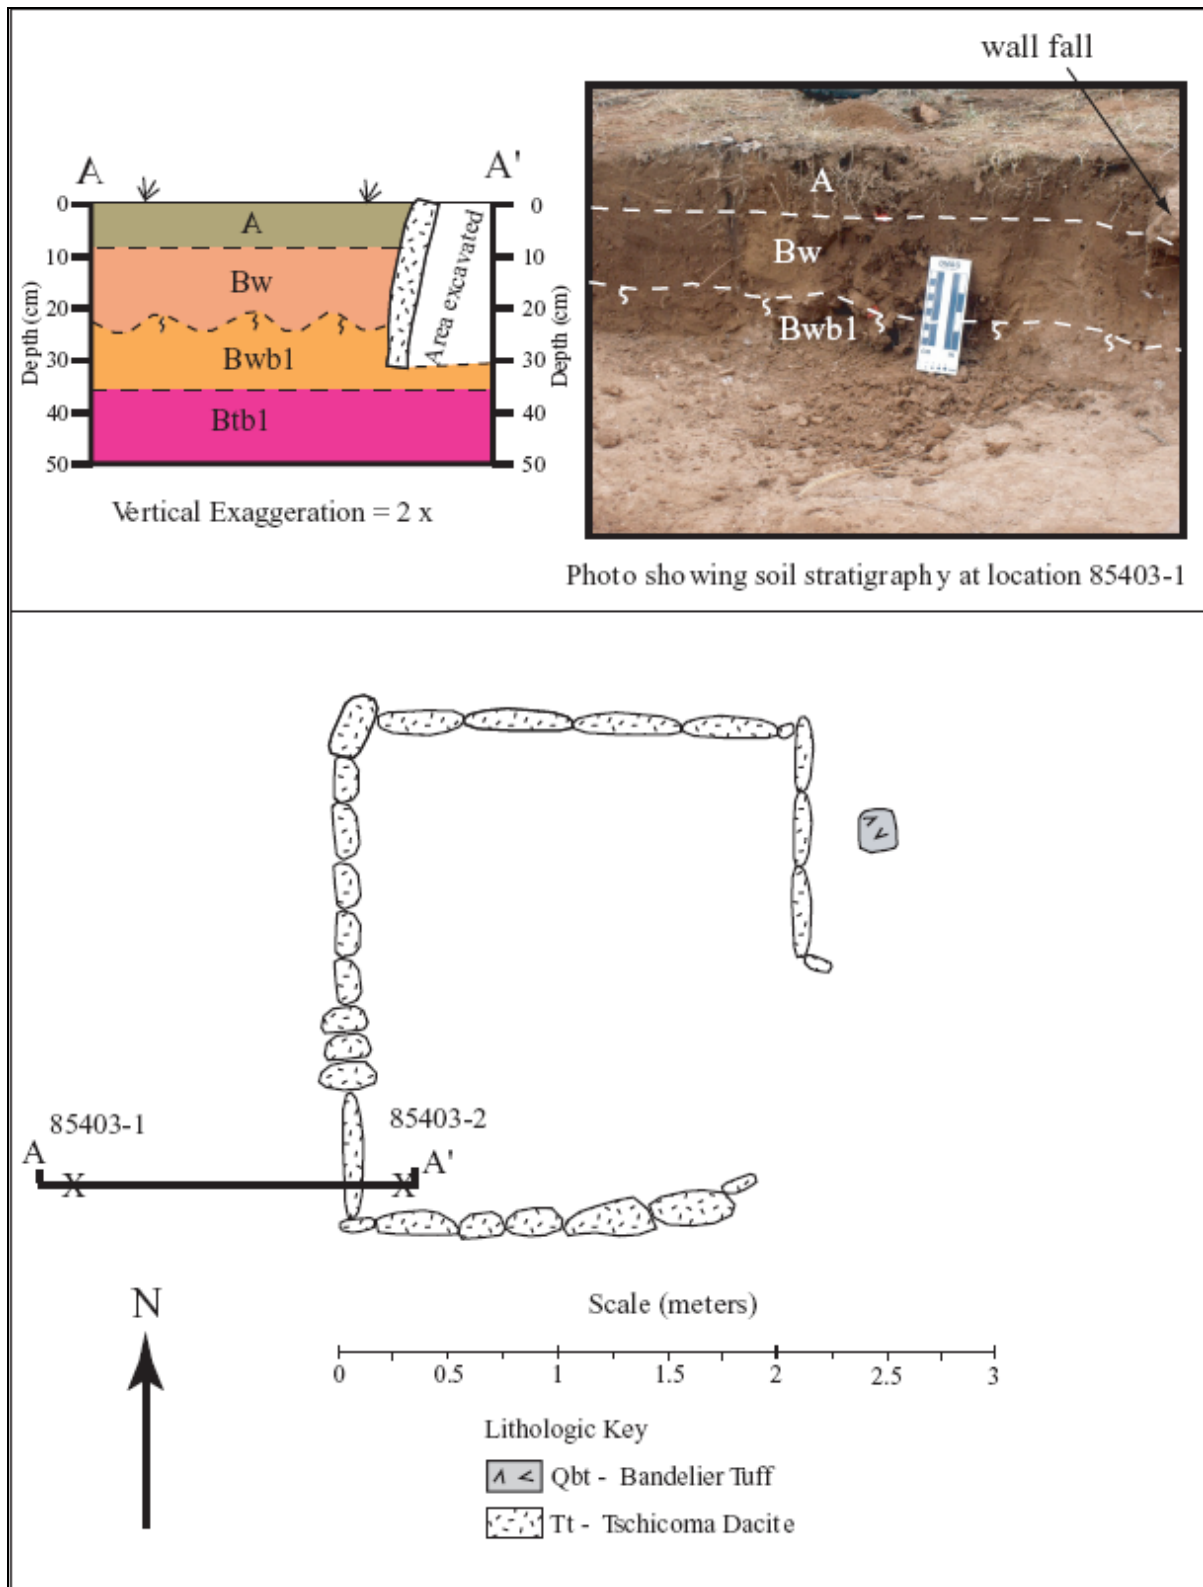 wall fall
A
A'
0
10
20
30
40
50
Depth (cm)
A
Bw
Bwb1
Btb1
Area excavated
0
10
20
30
40
50
Depth (cm)
Vertical Exaggeration = 2 x
A
Bw
Bwb1
Photo showing soil stratigraphy at location 85403-1
85403-1
85403-2
A
A'
X
X
N
Scale (meters)
0
0.5
1
1.5
2
2.5
3
Lithologic Key
Qbt - Bandelier Tuff
Tt - Tschicoma Dacite